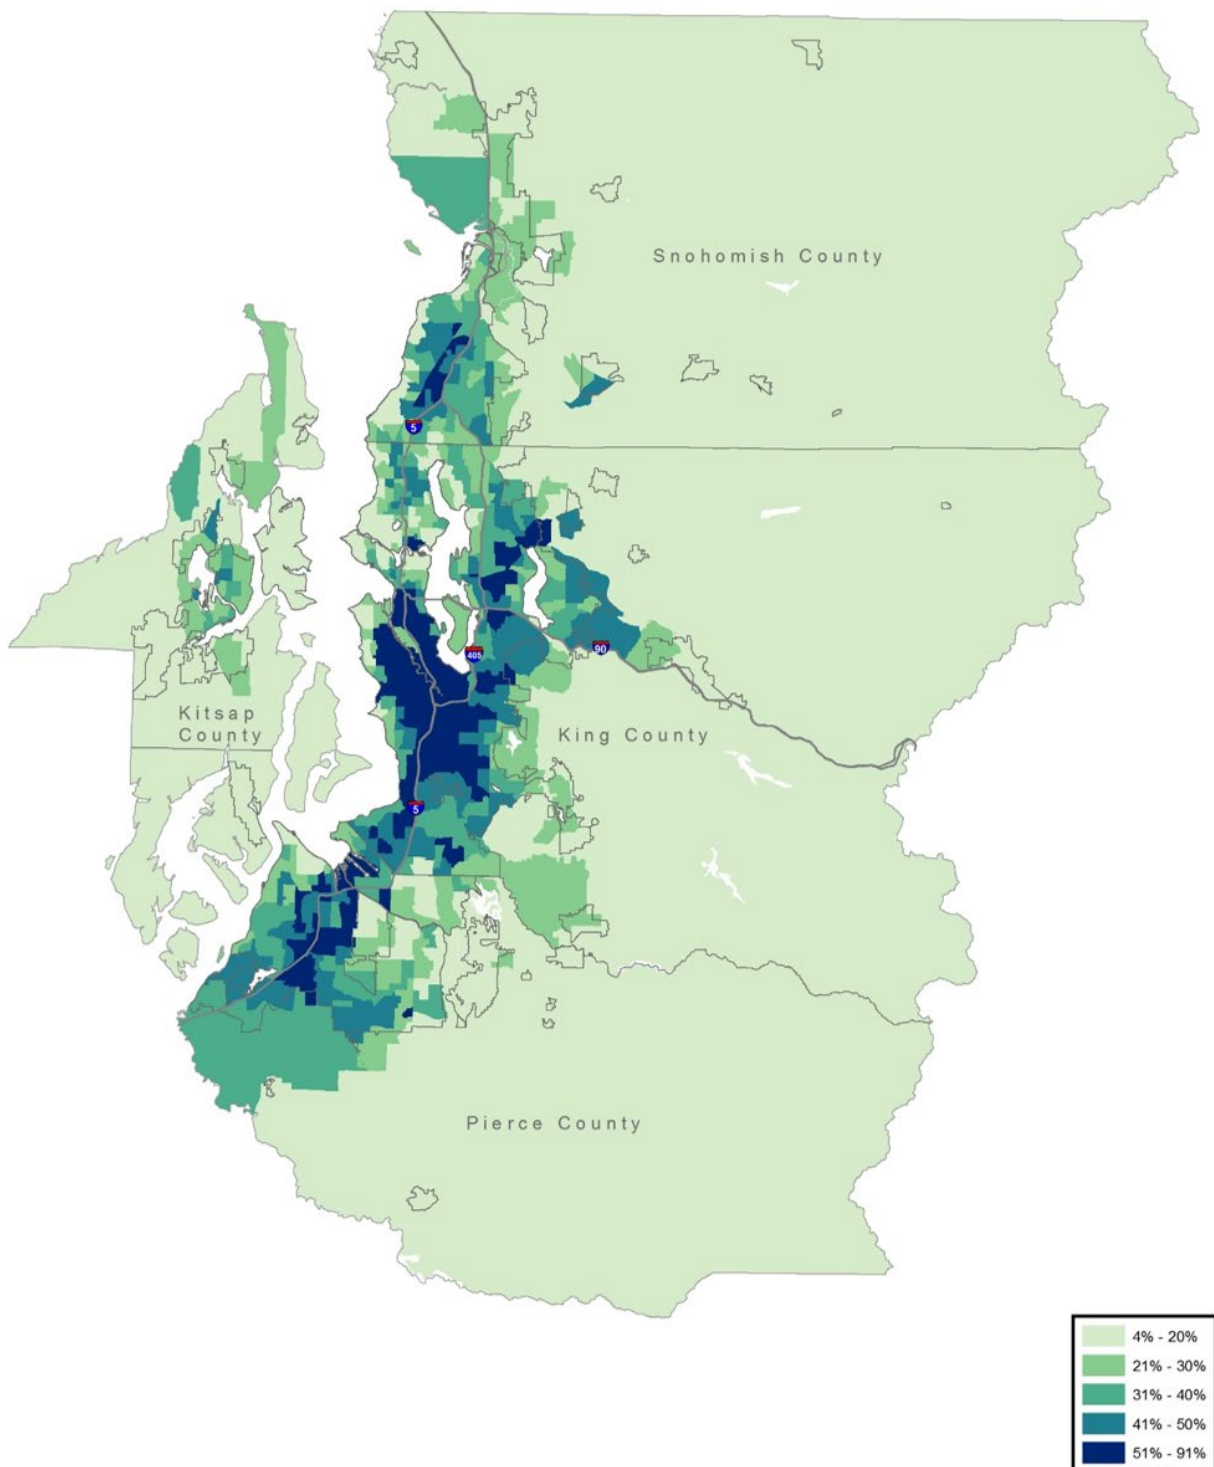 Snohomish County
5
90
405
Kitsap
County
King County
5
Pierce County
4% - 20%
21% - 30%
31% - 40%
41% - 50%
51% - 91%